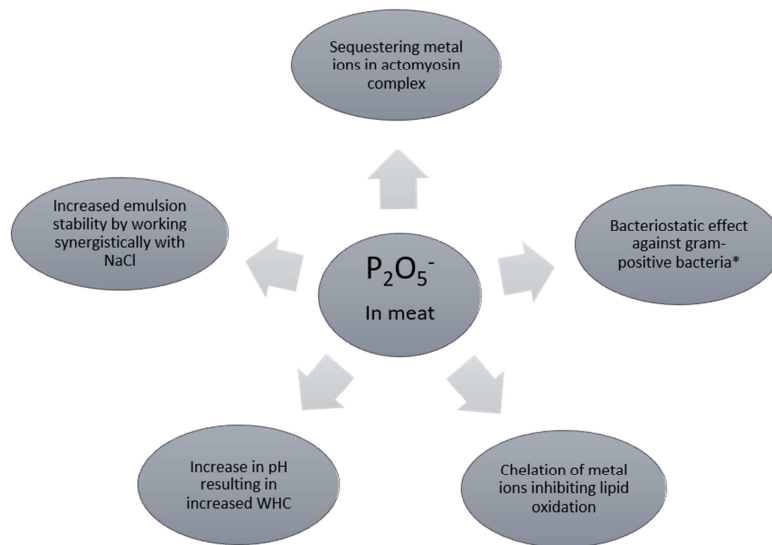 Sequestering metal
ions in actomyosin
complex
Increased emulsion
stability by working
synergistically with
NaCl
P₂O₅⁻
In meat
Bacteriostatic effect
against gram-
positive bacteria*
Increase in pH
resulting in
increased WHC
Chelation of metal
ions inhibiting lipid
oxidation